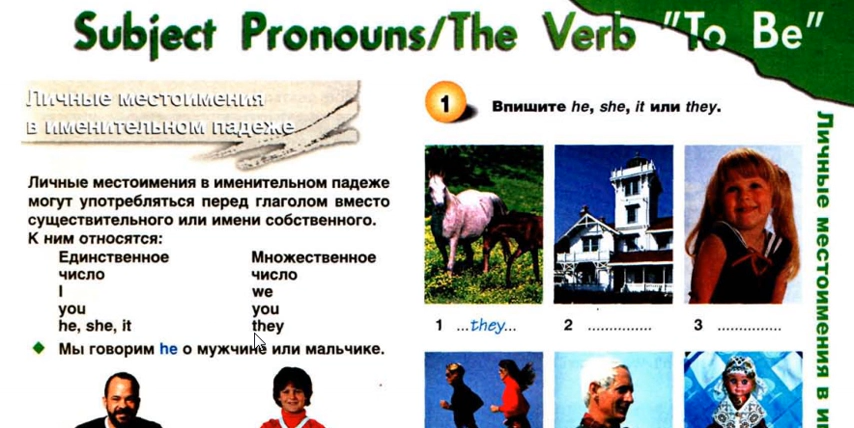 Subject Pronouns/The Verb "To Be"
Личные местоимения
в именительном падеже
Личные местоимения в именительном падеже
могут употребляться перед глаголом вместо
существительного или имени собственного.
К ним относятся:
Единственное Множественное
число число
I we
you you
he, she, it they
Мы говорим he о мужчине или мальчике.
1 Впишите he, she, it или they.
1 ...they... 2 ............... 3 ...............
Личные местоимения в